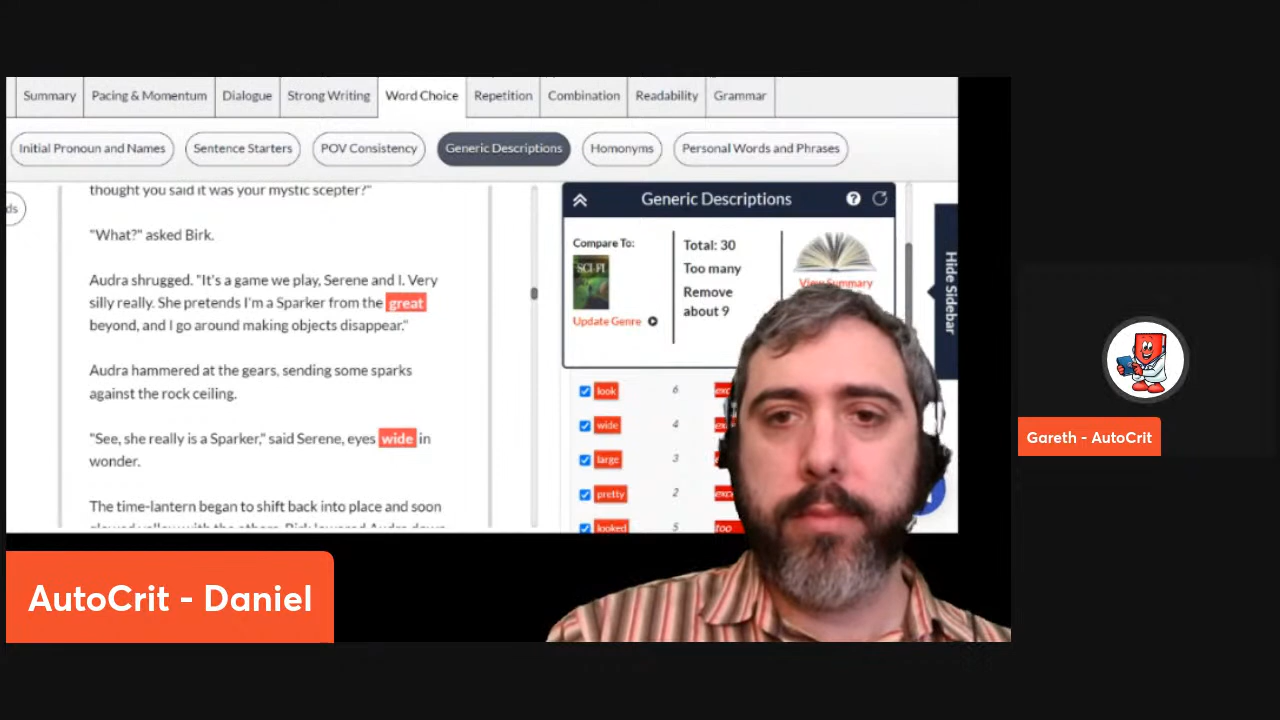 Summary Pacing & Momentum Dialogue Strong Writing Word Choice Repetition Combination Readability Grammar
Initial Pronoun and Names Sentence Starters POV Consistency Generic Descriptions Homonyms Personal Words and Phrases
ds
thought you said it was your mystic scepter?"
"What?" asked Birk.
Audra shrugged. "It's a game we play, Serene and I. Very
silly really. She pretends I'm a Sparker from the great
beyond, and I go around making objects disappear."
Audra hammered at the gears, sending some sparks
against the rock ceiling.
"See, she really is a Sparker," said Serene, eyes wide in
wonder.
The time-lantern began to shift back into place and soon
Generic Descriptions
Compare To:
SCI-FI
Update Genre
Total: 30
Too many
Remove
about 9
View Summary
look 6
wide 4
large 3
pretty 2
looked 5 too
Hide Sidebar
AutoCrit - Daniel
Gareth - AutoCrit